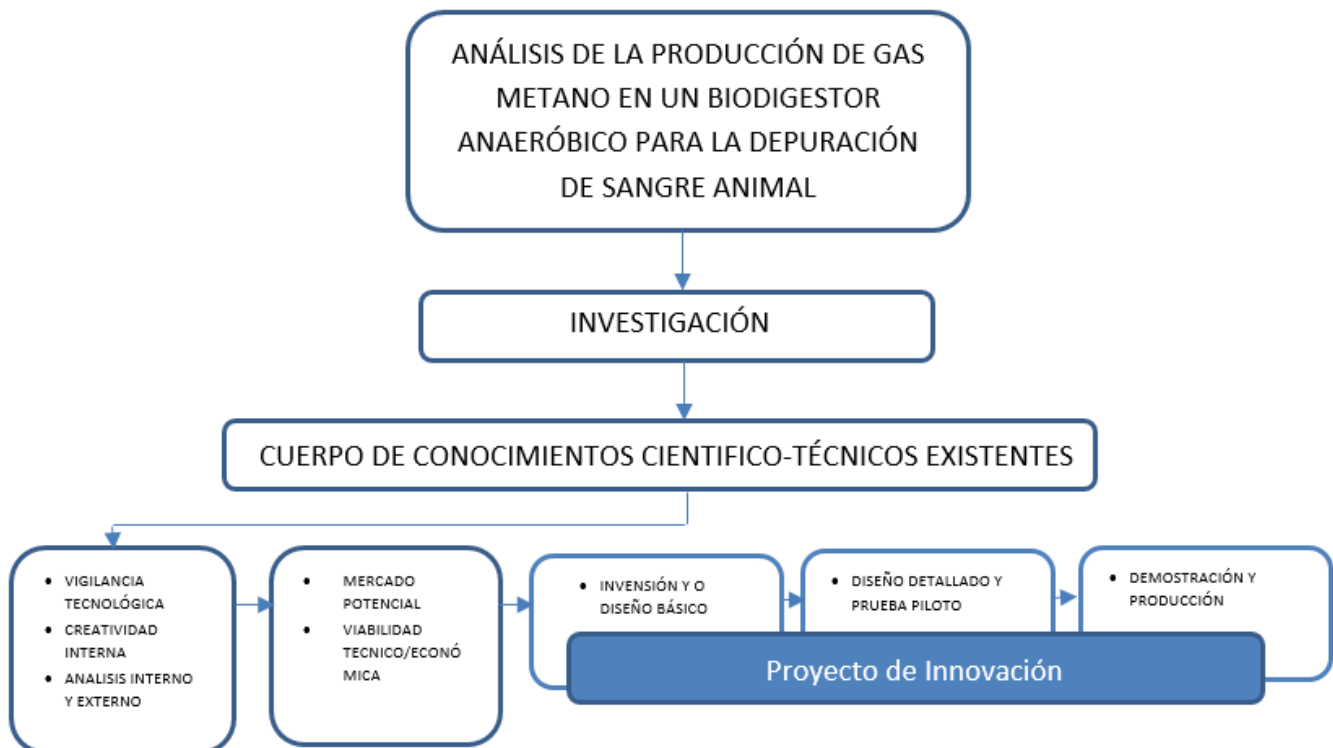 ANÁLISIS DE LA PRODUCCIÓN DE GAS
METANO EN UN BIODIGESTOR
ANAERÓBICO PARA LA DEPURACIÓN
DE SANGRE ANIMAL
INVESTIGACIÓN
CUERPO DE CONOCIMIENTOS CIENTIFICO-TÉCNICOS EXISTENTES
• VIGILANCIA
TECNOLÓGICA
• CREATIVIDAD
INTERNA
• ANALISIS INTERNO
Y EXTERNO
• MERCADO
POTENCIAL
• VIABILIDAD
TECNICO/ECONÓ
MICA
• INVENSIÓN Y O
DISEÑO BÁSICO
• DISEÑO DETALLADO Y
PRUEBA PILOTO
• DEMOSTRACIÓN Y
PRODUCCIÓN
Proyecto de Innovación